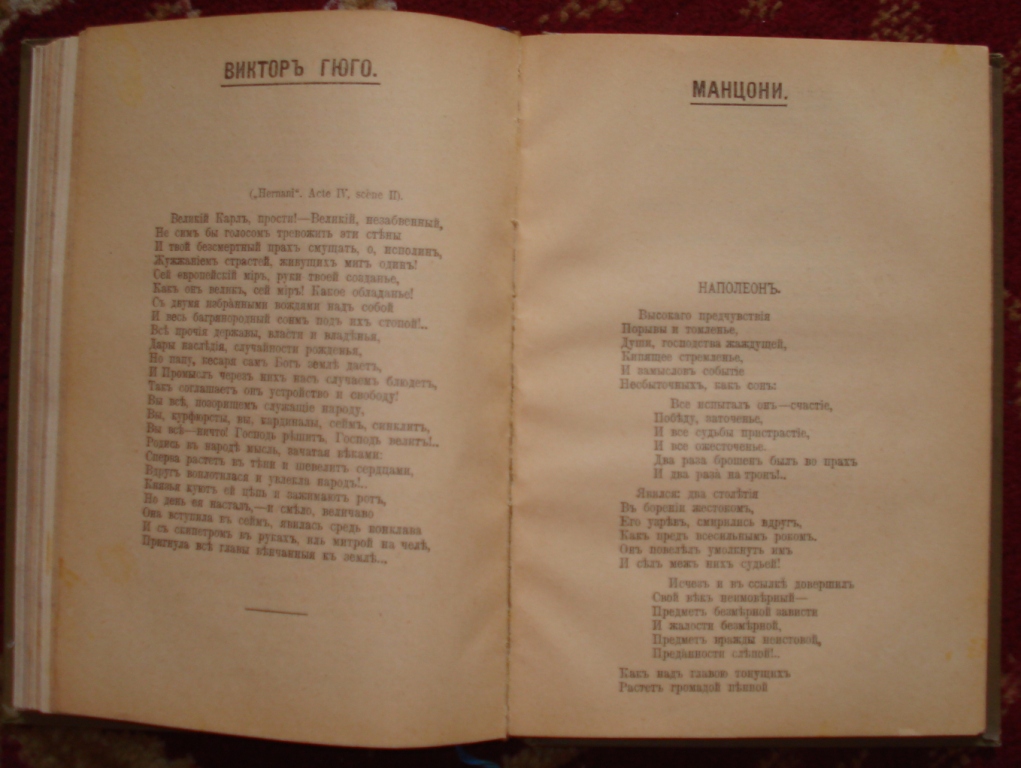 ВИКТОРЪ ГЮГО.
(„Hernani“. Acte IV, scène II).
Великій Карлъ, прости!—Великій, незабвенный,
Не симъ бы голосомъ тревожить эти стѣны
И твой безсмертный прахъ смущать, о, исполинъ,
Жужжаніемъ страстей, живущихъ мигъ одинъ!
Сей европейскій міръ, руки твоей созданье,
Какъ онъ великъ, сей міръ! Какое обладанье!
Съ двумя избранными вождями надъ собой
И весь багрянородный сонмъ подъ ихъ стопой!..
Всѣ прочія державы, власти и владѣнья,
Дары наслѣдія, случайности рожденья,
Но папу, кесаря самъ Богъ землѣ даетъ,
И Промыслъ черезъ нихъ насъ случаемъ блюдетъ,
Такъ соглашаетъ онъ устройство и свободу!
Вы всѣ, позорищемъ служащіе народу,
Вы, курфюрсты, вы, кардиналы, сеймъ, синклитъ,
Вы всѣ—ничто! Господь рѣшитъ, Господь велитъ!..
Родись въ народѣ мысль, зачатая вѣками:
Сперва растетъ въ тѣни и шевелитъ сердцами,
Вдругъ воплотилася и увлекла народъ!..
Князья куютъ ей цѣпь и зажимаютъ ротъ,
Но день ея насталъ,—и смѣло, величаво
Она вступила въ сеймъ, явилась средь конклава
И съ скипетромъ въ рукахъ, иль митрой на челѣ,
Пригнула всѣ главы вѣнчанныя къ землѣ...
МАНЦОНИ.
НАПОЛЕОНЪ.
Высокаго предчувствія
Порывы и томленье,
Души, господства жаждущей,
Кипящее стремленье,
И замысловъ событіе
Несбыточныхъ, какъ сонъ:
Все испыталъ онъ—счастіе,
Побѣду, заточенье,
И все судьбы пристрастіе,
И все ожесточенье.
Два раза брошенъ былъ во прахъ
И два раза на тронъ!..
Явился: два столѣтія
Въ бореніи жестокомъ,
Его узрѣвъ, смирились вдругъ,
Какъ предъ всесильнымъ рокомъ.
Онъ повелѣлъ умолкнуть имъ
И сѣлъ межъ нихъ судьей!
Исчезъ и въ ссылкѣ довершилъ
Свой вѣкъ неимовѣрный—
Предметъ безмѣрной зависти
И жалости безмѣрной,
Предметъ вражды неистовой,
Преданности слѣпой!..
Какъ надъ главою тонущихъ
Растетъ громадой пѣнной